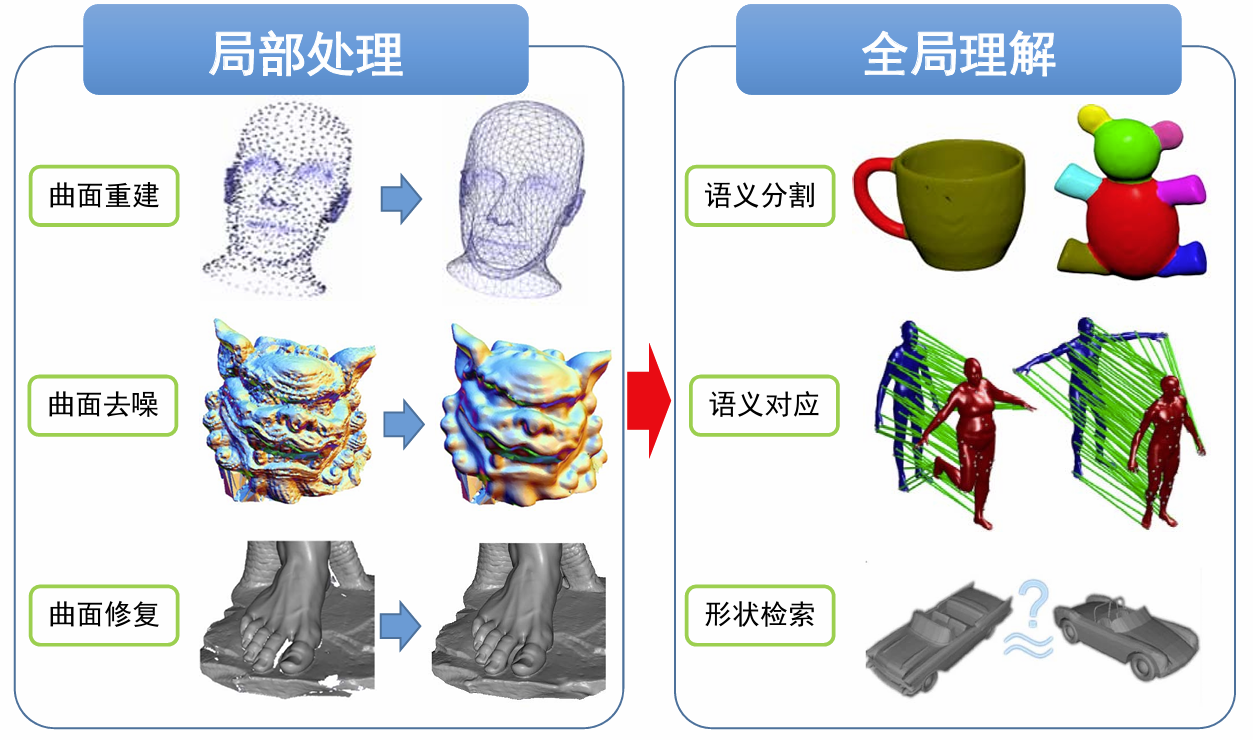 局部处理
曲面重建
曲面去噪
曲面修复
全局理解
语义分割
语义对应
形状检索
?